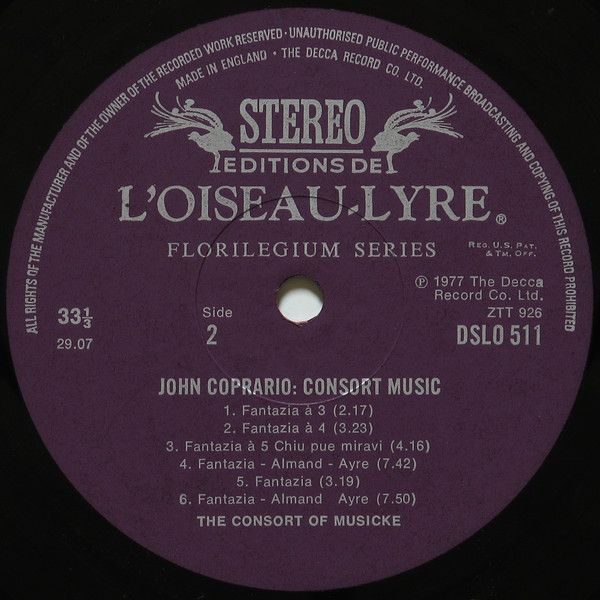 ALL RIGHTS OF THE MANUFACTURER AND OF THE OWNER OF THE RECORDED WORK RESERVED · UNAUTHORISED PUBLIC PERFORMANCE BROADCASTING AND COPYING OF THIS RECORD PROHIBITED
MADE IN ENGLAND · THE DECCA RECORD CO. LTD.
STEREO
EDITIONS DE
L'OISEAU-LYRE®
FLORILEGIUM SERIES
REG. U.S. PAT.
& TM. OFF.
℗ 1977 The Decca
Record Co. Ltd.
33⅓
Side
ZTT 926
29.07
2
DSLO 511
JOHN COPRARIO: CONSORT MUSIC
1. Fantazia à 3 (2.17)
2. Fantazia à 4 (3.23)
3. Fantazia à 5 Chiu pue miravi (4.16)
4. Fantazia - Almand - Ayre (7.42)
5. Fantazia (3.19)
6. Fantazia - Almand Ayre (7.50)
THE CONSORT OF MUSICKE